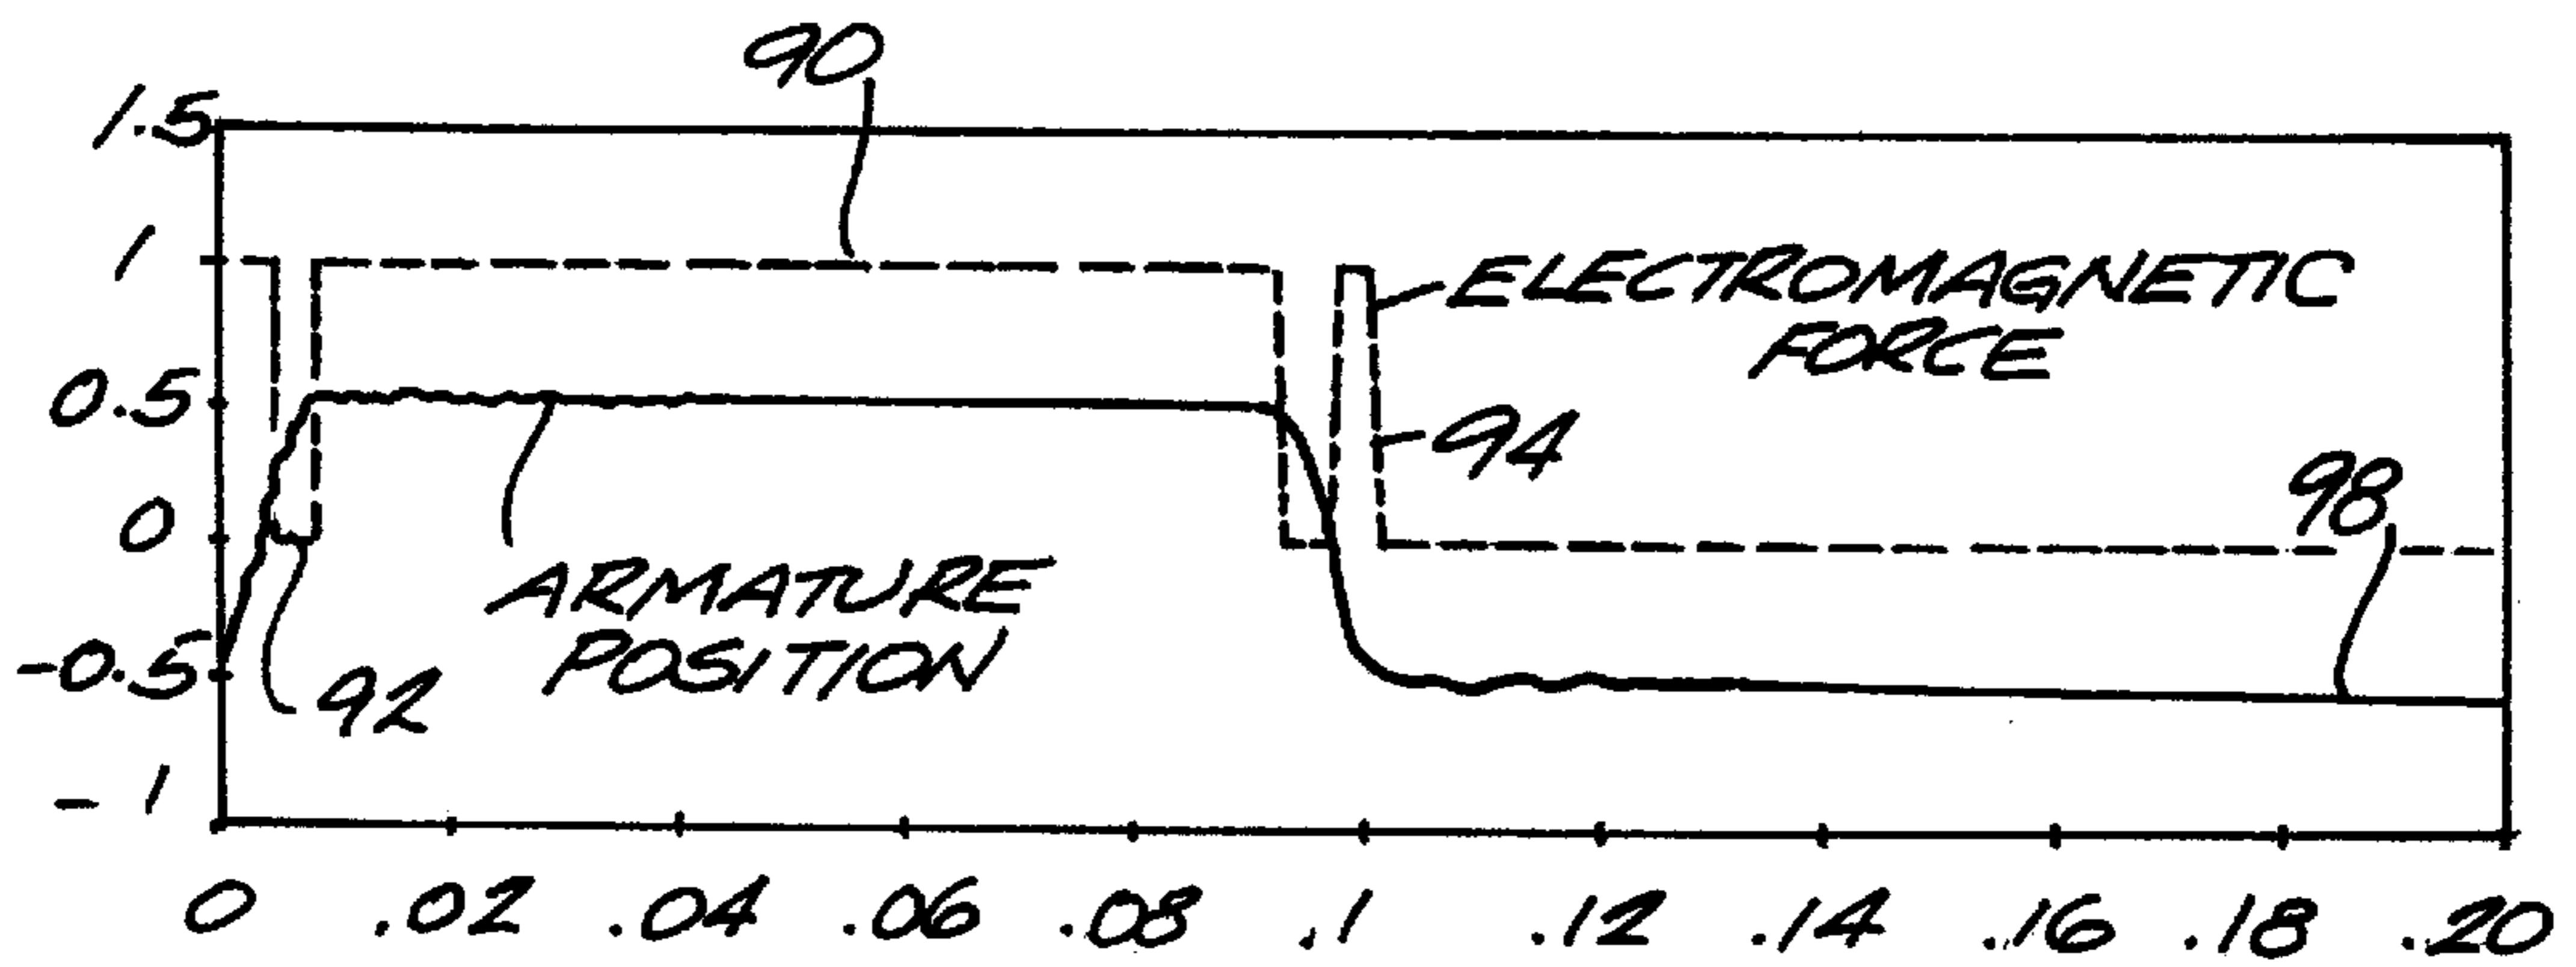 90
1.5
1
ELECTROMAGNETIC
FORCE
0.5
94
98
0
ARMATURE
POSITION
-0.5
92
- 1
0 .02 .04 .06 .08 .1 .12 .14 .16 .18 .20